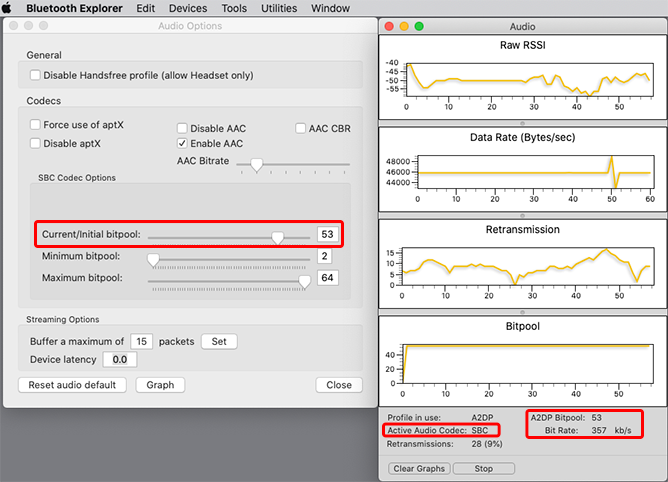 Bluetooth Explorer Edit Devices Tools Utilities Window
Audio Options
General
Disable Handsfree profile (allow Headset only)
Codecs
Force use of aptX
Disable AAC
AAC CBR
Disable aptX
Enable AAC
AAC Bitrate
SBC Codec Options
Current/Initial bitpool: 53
Minimum bitpool: 2
Maximum bitpool: 64
Streaming Options
Buffer a maximum of 15 packets Set
Device latency 0.0
Reset audio default Graph Close
Audio
Raw RSSI
-40
-45
-50
-55
0 10 20 30 40 50
Data Rate (Bytes/sec)
48000
46000
44000
0 10 20 30 40 50 60
Retransmission
15
10
5
0
0 10 20 30 40 50
Bitpool
40
20
0
0 10 20 30 40 50
Profile in use: A2DP
A2DP Bitpool: 53
Active Audio Codec: SBC
Bit Rate: 357 kb/s
Retransmissions: 28 (9%)
Clear Graphs Stop